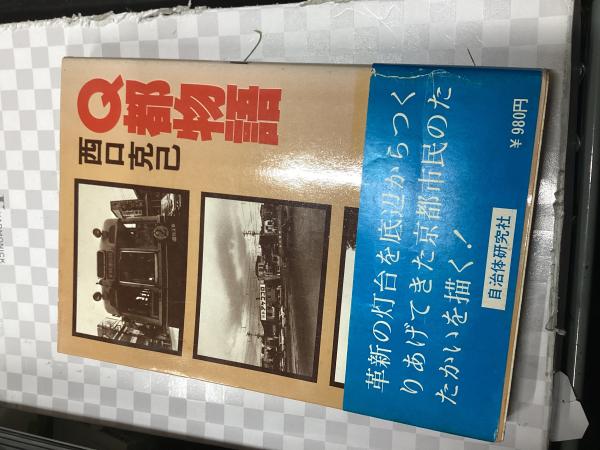 Q都物語
西口克己
革新の灯台を底辺からつく
りあげてきた京都市民のた
たかいを描く!
自治体研究社
¥980円